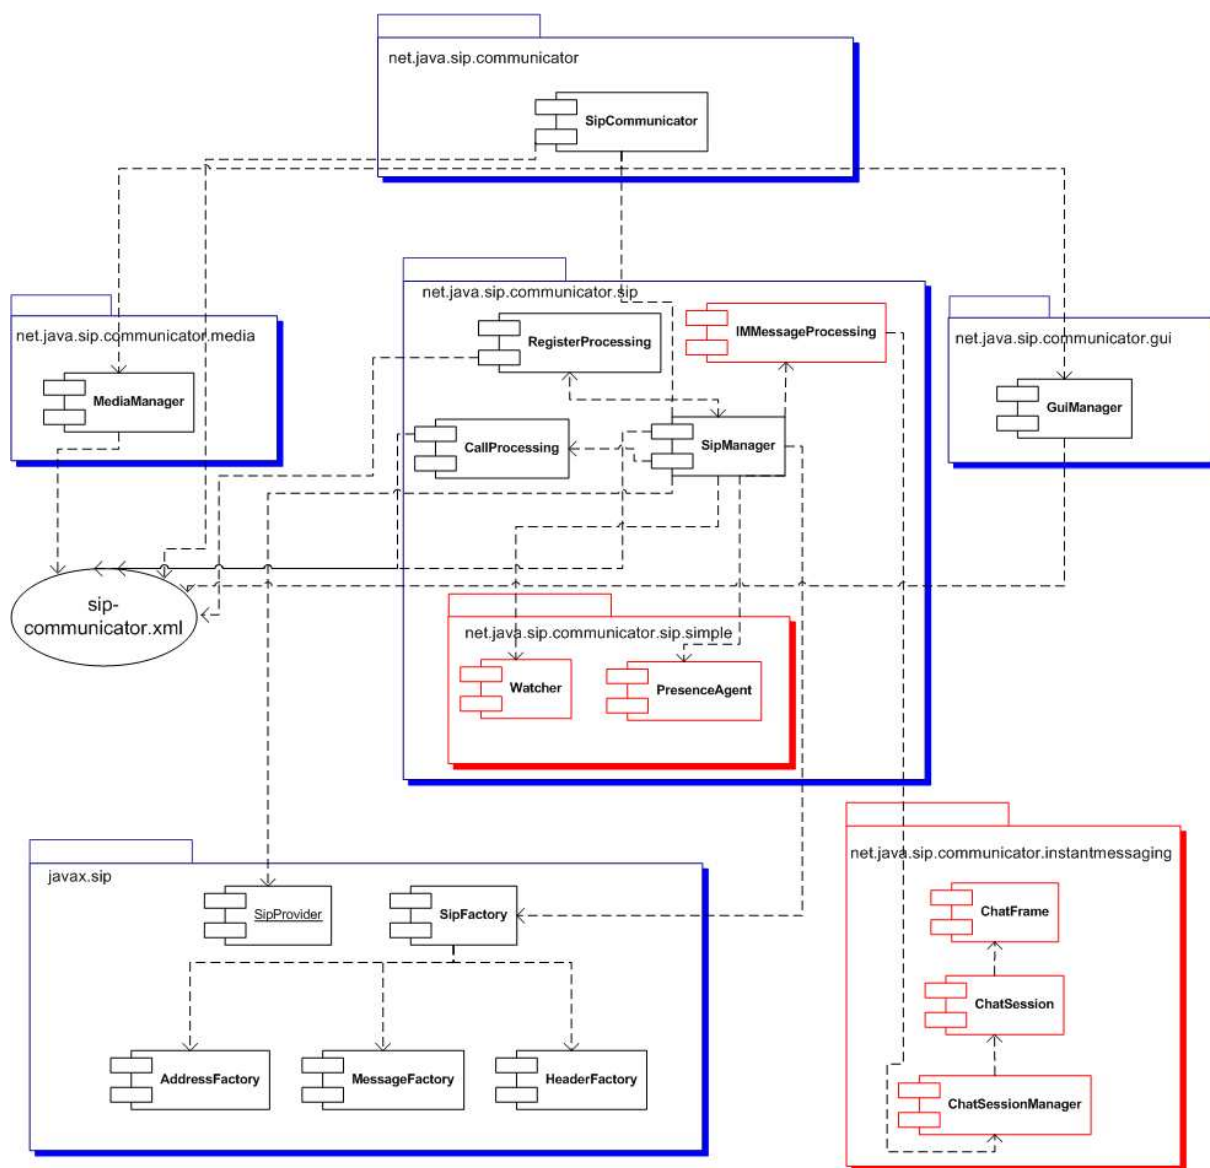 net.java.sip.communicator
SipCommunicator
net.java.sip.communicator.sip
net.java.sip.communicator.media
RegisterProcessing
IMMessageProcessing
net.java.sip.communicator.gui
MediaManager
GuiManager
CallProcessing
SipManager
sip-
communicator.xml
net.java.sip.communicator.sip.simple
Watcher
PresenceAgent
net.java.sip.communicator.instantmessaging
javax.sip
SipProvider
SipFactory
ChatFrame
ChatSession
AddressFactory
MessageFactory
HeaderFactory
ChatSessionManager